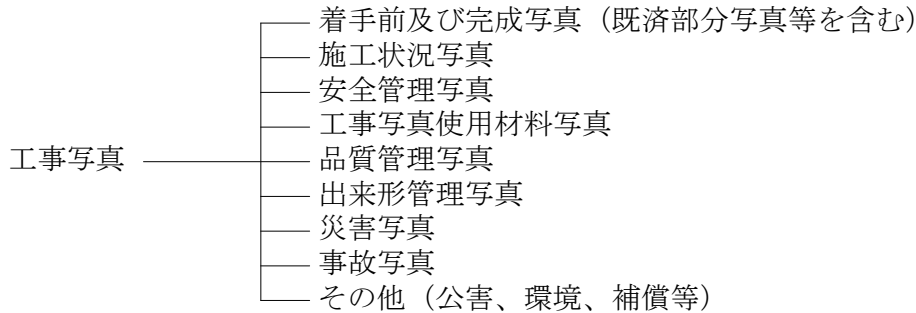 着手前及び完成写真（既済部分写真等を含む）
施工状況写真
安全管理写真
工事写真使用材料写真
工事写真
品質管理写真
出来形管理写真
災害写真
事故写真
その他（公害、環境、補償等）